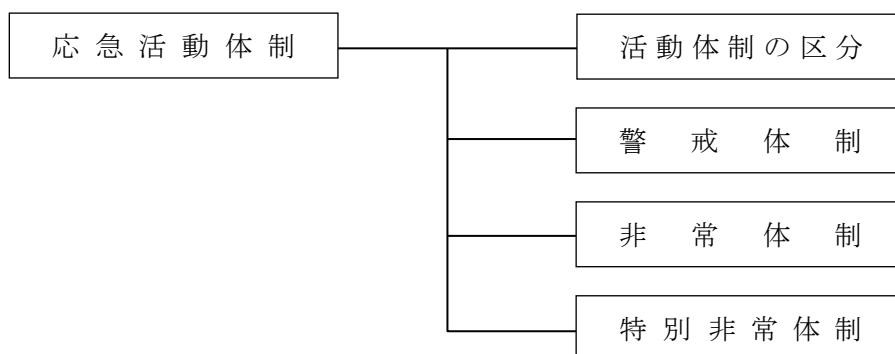 応急活動体制
活動体制の区分
警戒体制
非常体制
特別非常体制